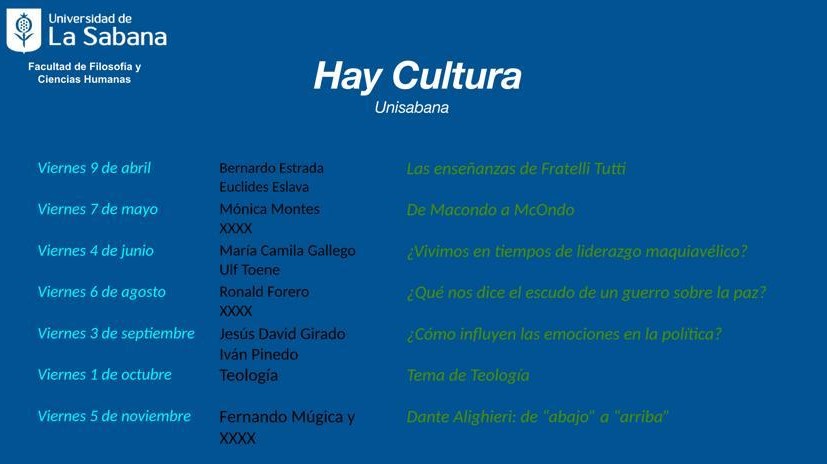 Universidad de
La Sabana
Facultad de Filosofía y
Ciencias Humanas
Hay Cultura
Unisabana
Viernes 9 de abril
Bernardo Estrada
Euclides Eslava
Las enseñanzas de Fratelli Tutti
Viernes 7 de mayo
Mónica Montes
XXXX
De Macondo a McOndo
Viernes 4 de junio
María Camila Gallego
Ulf Toene
¿Vivimos en tiempos de liderazgo maquiavélico?
Viernes 6 de agosto
Ronald Forero
XXXX
¿Qué nos dice el escudo de un guerro sobre la paz?
Viernes 3 de septiembre
Jesús David Girado
Iván Pinedo
¿Cómo influyen las emociones en la política?
Viernes 1 de octubre
Teología
Tema de Teología
Viernes 5 de noviembre
Fernando Múgica y
XXXX
Dante Alighieri: de "abajo" a "arriba"